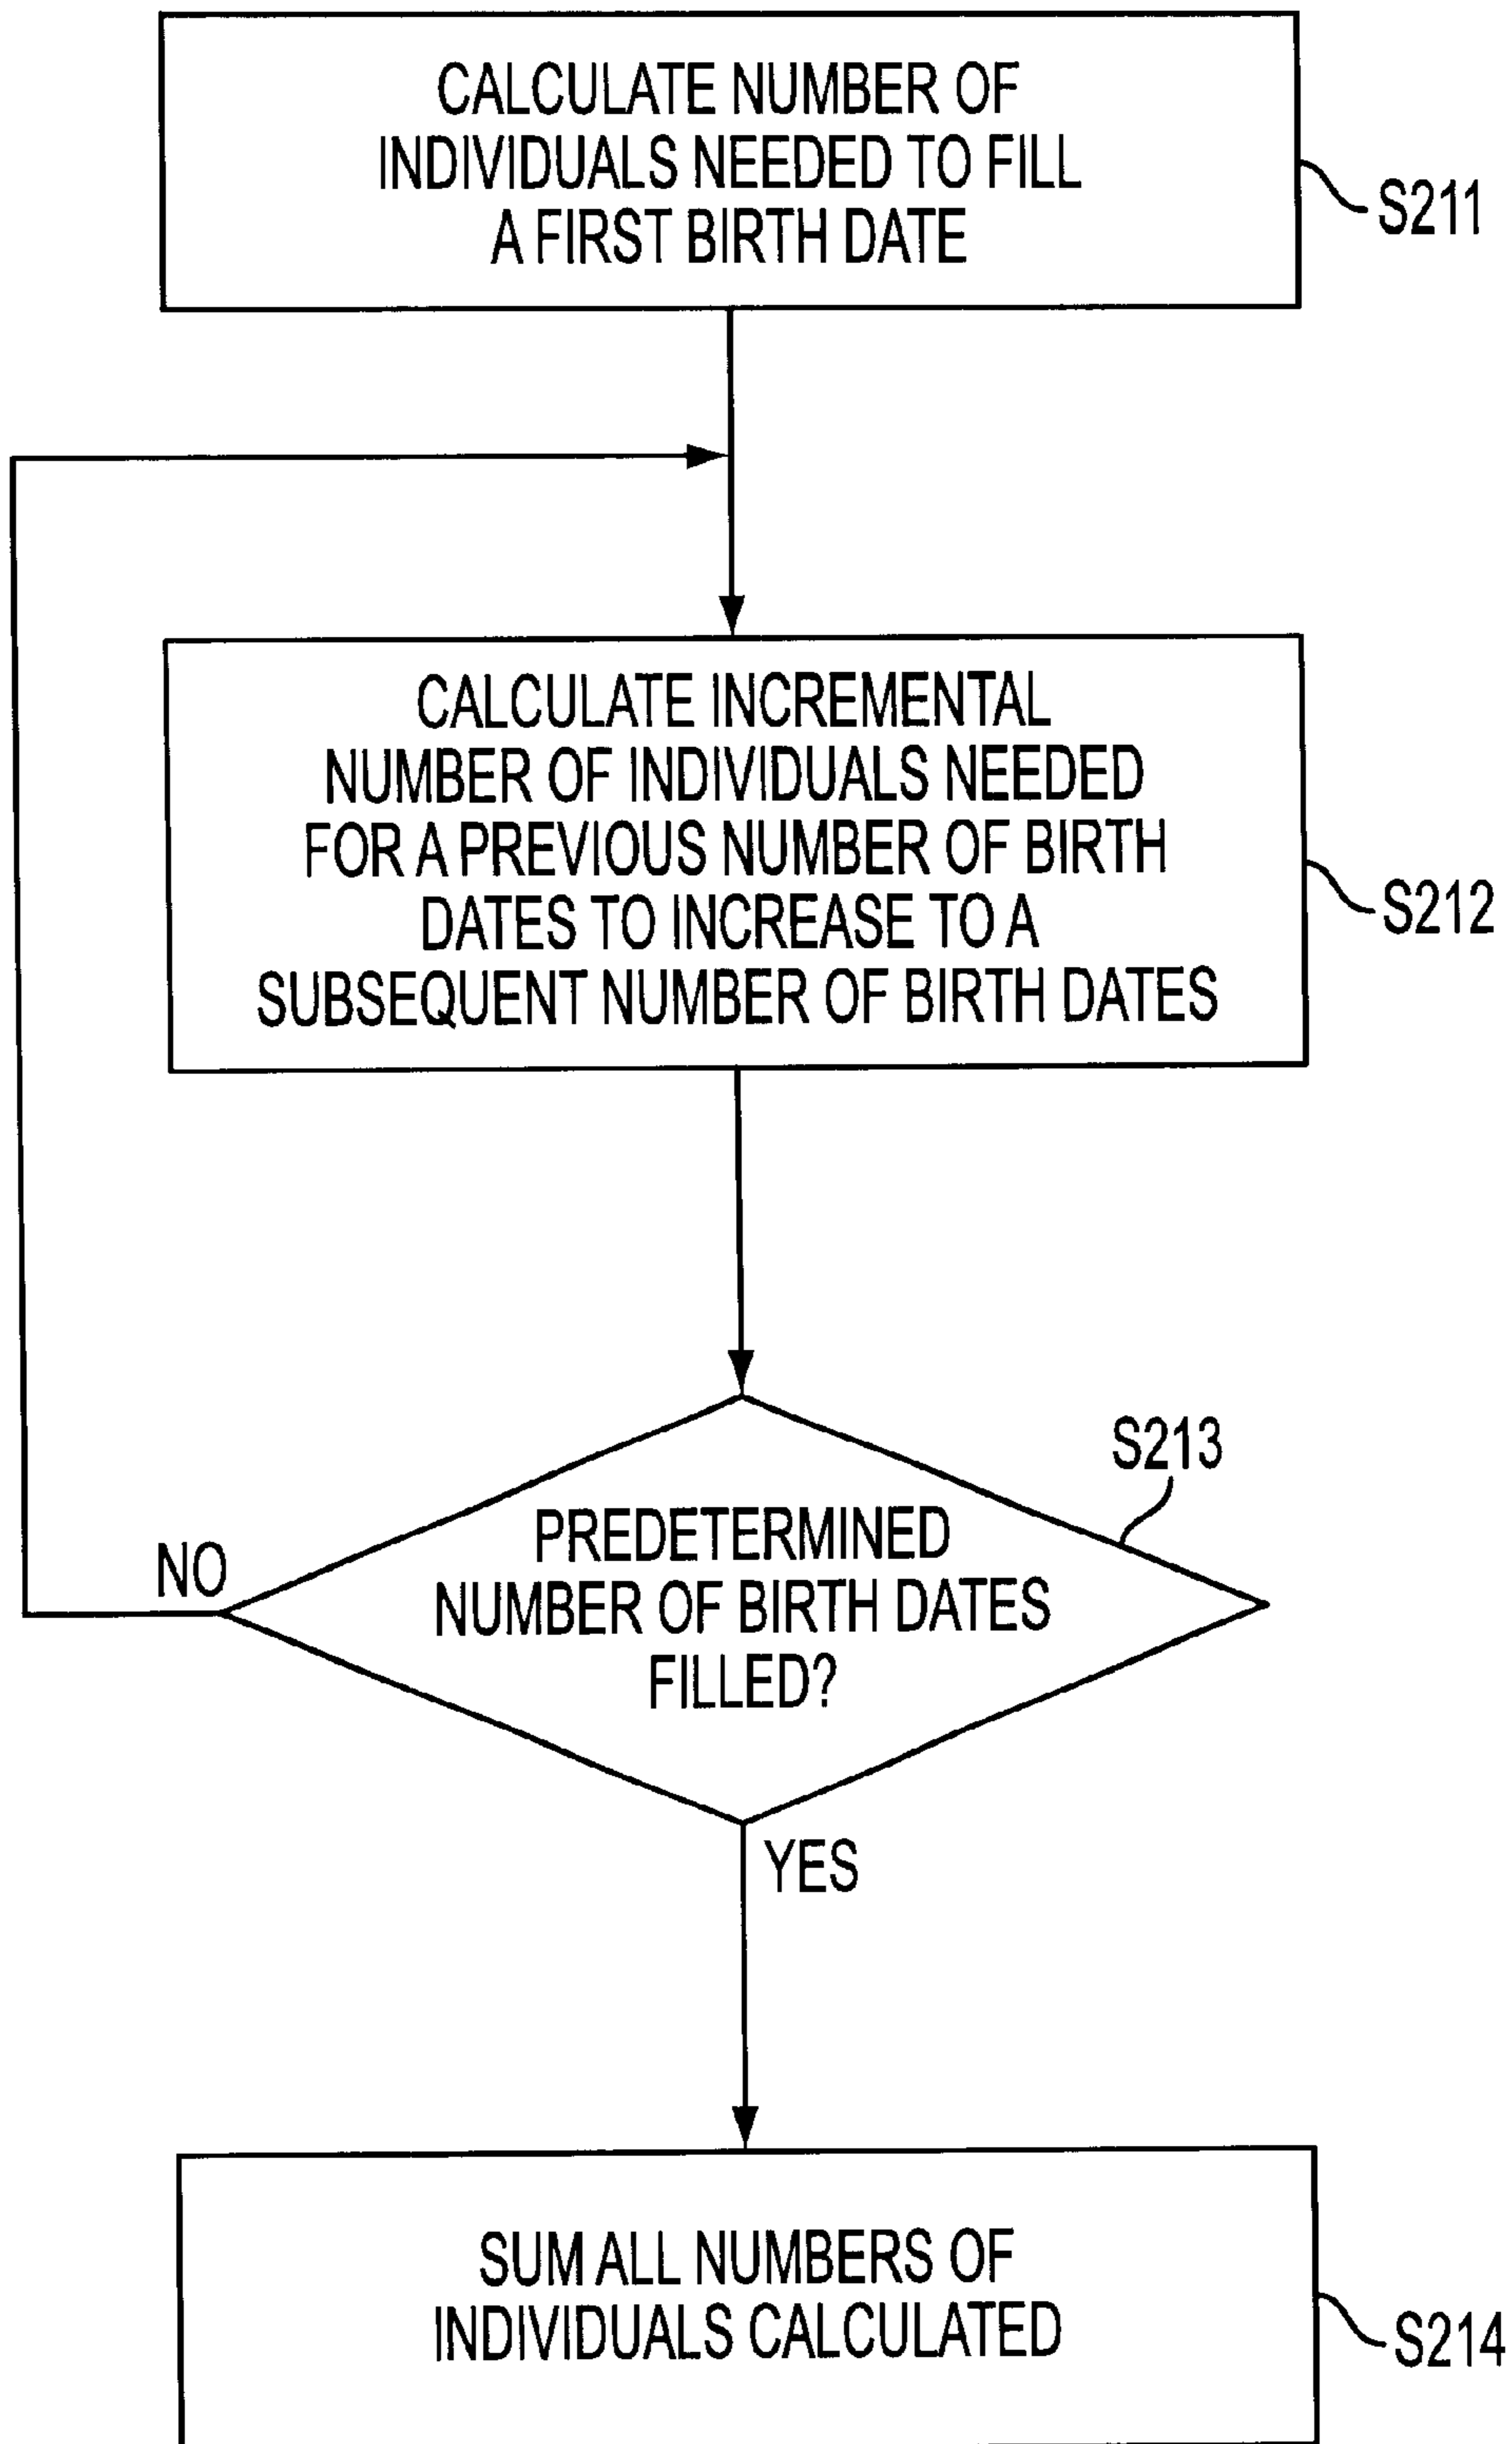 CALCULATE NUMBER OF
INDIVIDUALS NEEDED TO FILL
A FIRST BIRTH DATE
S211
CALCULATE INCREMENTAL
NUMBER OF INDIVIDUALS NEEDED
FOR A PREVIOUS NUMBER OF BIRTH
DATES TO INCREASE TO A
SUBSEQUENT NUMBER OF BIRTH DATES
S212
S213
PREDETERMINED
NUMBER OF BIRTH DATES
FILLED?
NO
YES
SUM ALL NUMBERS OF
INDIVIDUALS CALCULATED
S214